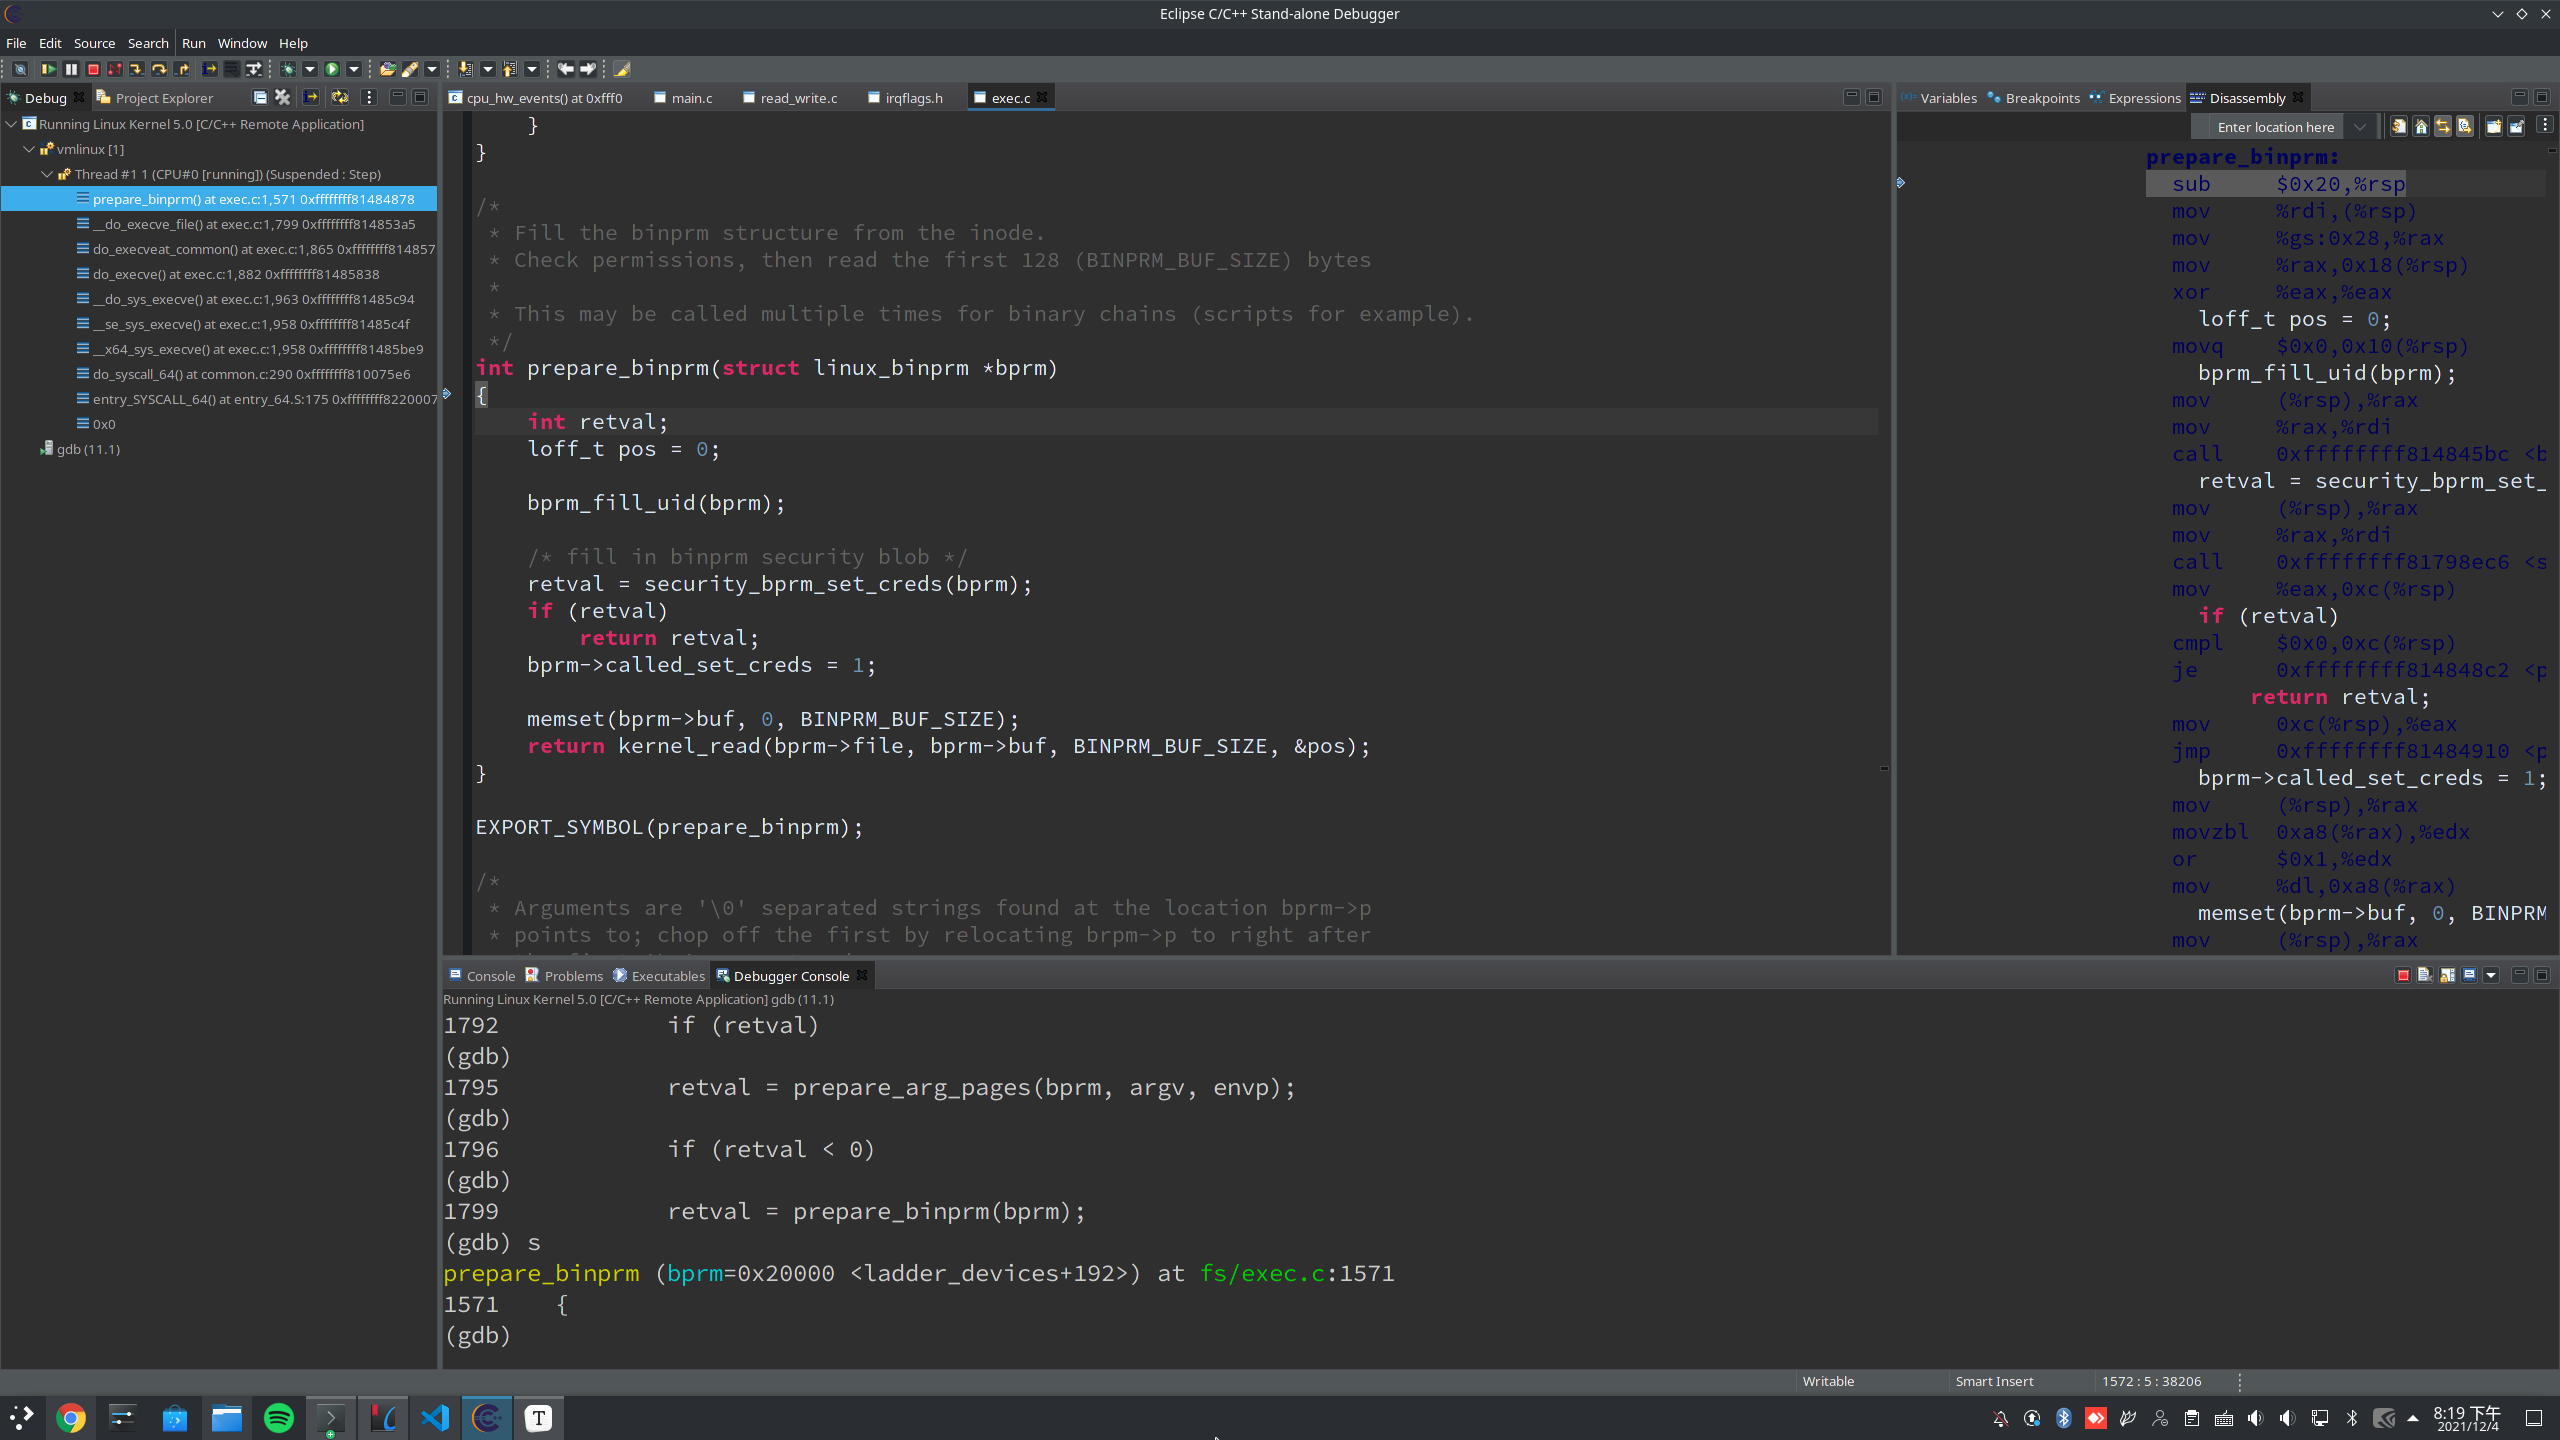 Eclipse C/C++ Stand-alone Debugger
File Edit Source Search Run Window Help
Debug Project Explorer
Running Linux Kernel 5.0 [C/C++ Remote Application]
vmlinux [1]
Thread #1 1 (CPU#0 [running]) (Suspended : Step)
prepare_binprm() at exec.c:1,571 0xffffffff81484878
__do_execve_file() at exec.c:1,799 0xffffffff814853a5
do_execveat_common() at exec.c:1,865 0xffffffff814857
do_execve() at exec.c:1,882 0xffffffff81485838
__do_sys_execve() at exec.c:1,963 0xffffffff81485c94
__se_sys_execve() at exec.c:1,958 0xffffffff81485c4f
__x64_sys_execve() at exec.c:1,958 0xffffffff81485be9
do_syscall_64() at common.c:290 0xffffffff810075e6
entry_SYSCALL_64() at entry_64.S:175 0xffffffff8220007
0x0
gdb (11.1)
cpu_hw_events() at 0xfff0 main.c read_write.c irqflags.h exec.c
}
}
/*
* Fill the binprm structure from the inode.
* Check permissions, then read the first 128 (BINPRM_BUF_SIZE) bytes
*
* This may be called multiple times for binary chains (scripts for example).
*/
int prepare_binprm(struct linux_binprm *bprm)
{
int retval;
loff_t pos = 0;
bprm_fill_uid(bprm);
/* fill in binprm security blob */
retval = security_bprm_set_creds(bprm);
if (retval)
return retval;
bprm->called_set_creds = 1;
memset(bprm->buf, 0, BINPRM_BUF_SIZE);
return kernel_read(bprm->file, bprm->buf, BINPRM_BUF_SIZE, &pos);
}
EXPORT_SYMBOL(prepare_binprm);
/*
* Arguments are '\0' separated strings found at the location bprm->p
* points to; chop off the first by relocating brpm->p to right after
Variables Breakpoints Expressions Disassembly
Enter location here
prepare_binprm:
sub $0x20,%rsp
mov %rdi,(%rsp)
mov %gs:0x28,%rax
mov %rax,0x18(%rsp)
xor %eax,%eax
loff_t pos = 0;
movq $0x0,0x10(%rsp)
bprm_fill_uid(bprm);
mov (%rsp),%rax
mov %rax,%rdi
call 0xffffffff814845bc <b
retval = security_bprm_set_
mov (%rsp),%rax
mov %rax,%rdi
call 0xffffffff81798ec6 <s
mov %eax,0xc(%rsp)
if (retval)
cmpl $0x0,0xc(%rsp)
je 0xffffffff814848c2 <p
return retval;
mov 0xc(%rsp),%eax
jmp 0xffffffff81484910 <p
bprm->called_set_creds = 1;
mov (%rsp),%rax
movzbl 0xa8(%rax),%edx
or $0x1,%edx
mov %dl,0xa8(%rax)
memset(bprm->buf, 0, BINPRM
mov (%rsp),%rax
Console Problems Executables Debugger Console
Running Linux Kernel 5.0 [C/C++ Remote Application] gdb (11.1)
1792 if (retval)
(gdb)
1795 retval = prepare_arg_pages(bprm, argv, envp);
(gdb)
1796 if (retval < 0)
(gdb)
1799 retval = prepare_binprm(bprm);
(gdb) s
prepare_binprm (bprm=0x20000 <ladder_devices+192>) at fs/exec.c:1571
1571 {
(gdb)
Writable Smart Insert 1572 : 5 : 38206
8:19 下午
2021/12/4